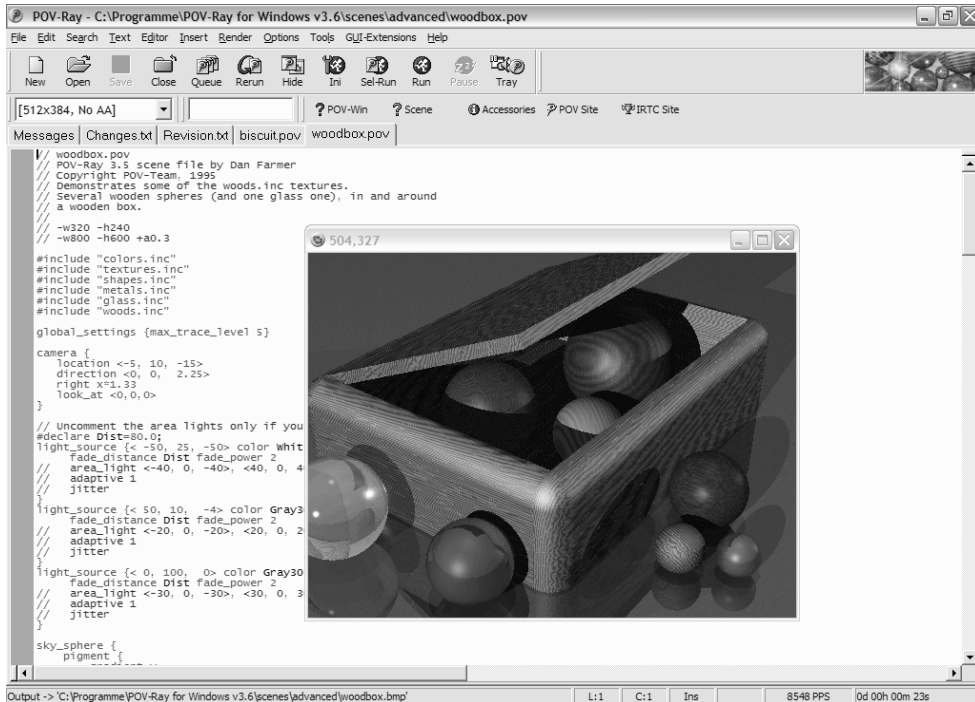 POV-Ray - C:\Programme\POV-Ray for Windows v3.6\scenes\advanced\woodbox.pov
File Edit Search Text Editor Insert Render Options Tools GUI-Extensions Help
New Open Save Close Queue Rerun Hide Ini Sel-Run Run Pause Tray
[512x384, No AA] ? POV-Win ? Scene Accessories POV Site IRTC Site
Messages Changes.txt Revision.txt biscuit.pov woodbox.pov
// woodbox.pov
// POV-Ray 3.5 scene file by Dan Farmer
// Copyright POV-Team, 1995
// Demonstrates some of the woods.inc textures.
// Several wooden spheres (and one glass one), in and around
// a wooden box.
//
// -w320 -h240
// -w800 -h600 +a0.3
#include "colors.inc"
#include "textures.inc"
#include "shapes.inc"
#include "metals.inc"
#include "glass.inc"
#include "woods.inc"
global_settings {max_trace_level 5}
camera {
location <-5, 10, -15>
direction <0, 0, 2.25>
right x*1.33
look_at <0,0,0>
}
// Uncomment the area lights only if you
#declare Dist=80.0;
light_source {< -50, 25, -50> color Whit
fade_distance Dist fade_power 2
// area_light <-40, 0, -40>, <40, 0, 4
// adaptive 1
// jitter
}
light_source {< 50, 10, -4> color Gray3
fade_distance Dist fade_power 2
// area_light <-20, 0, -20>, <20, 0, 2
// adaptive 1
// jitter
}
light_source {< 0, 100, 0> color Gray30
fade_distance Dist fade_power 2
// area_light <-30, 0, -30>, <30, 0, 3
// adaptive 1
// jitter
}
sky_sphere {
pigment {
504,327
Output -> 'C:\Programme\POV-Ray for Windows v3.6\scenes\advanced\woodbox.bmp' L:1 C:1 Ins 8548 PPS 0d 00h 00m 23s